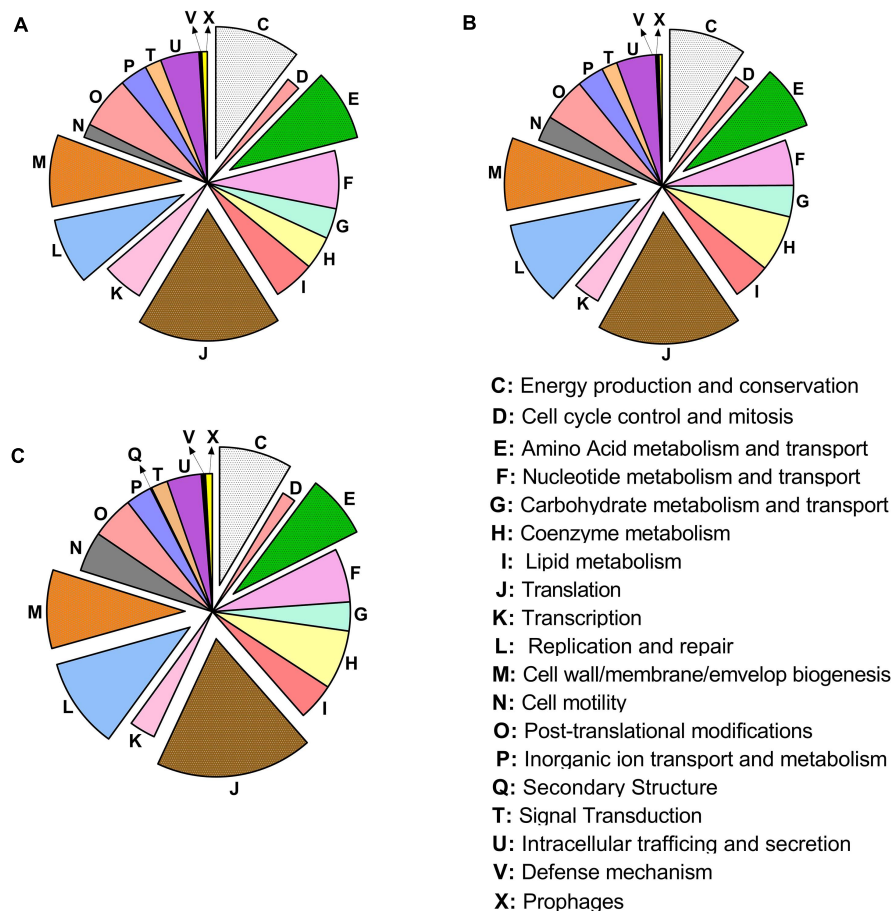 A
V
X
C
D
E
F
G
H
I
J
K
L
M
N
O
P
T
U
B
V
X
C
D
E
F
G
H
I
J
K
L
M
N
O
P
T
U
C
Q
V
X
C
D
E
F
G
H
I
J
K
L
M
N
O
P
T
U
C: Energy production and conservation
D: Cell cycle control and mitosis
E: Amino Acid metabolism and transport
F: Nucleotide metabolism and transport
G: Carbohydrate metabolism and transport
H: Coenzyme metabolism
I: Lipid metabolism
J: Translation
K: Transcription
L: Replication and repair
M: Cell wall/membrane/emvelop biogenesis
N: Cell motility
O: Post-translational modifications
P: Inorganic ion transport and metabolism
Q: Secondary Structure
T: Signal Transduction
U: Intracellular trafficing and secretion
V: Defense mechanism
X: Prophages